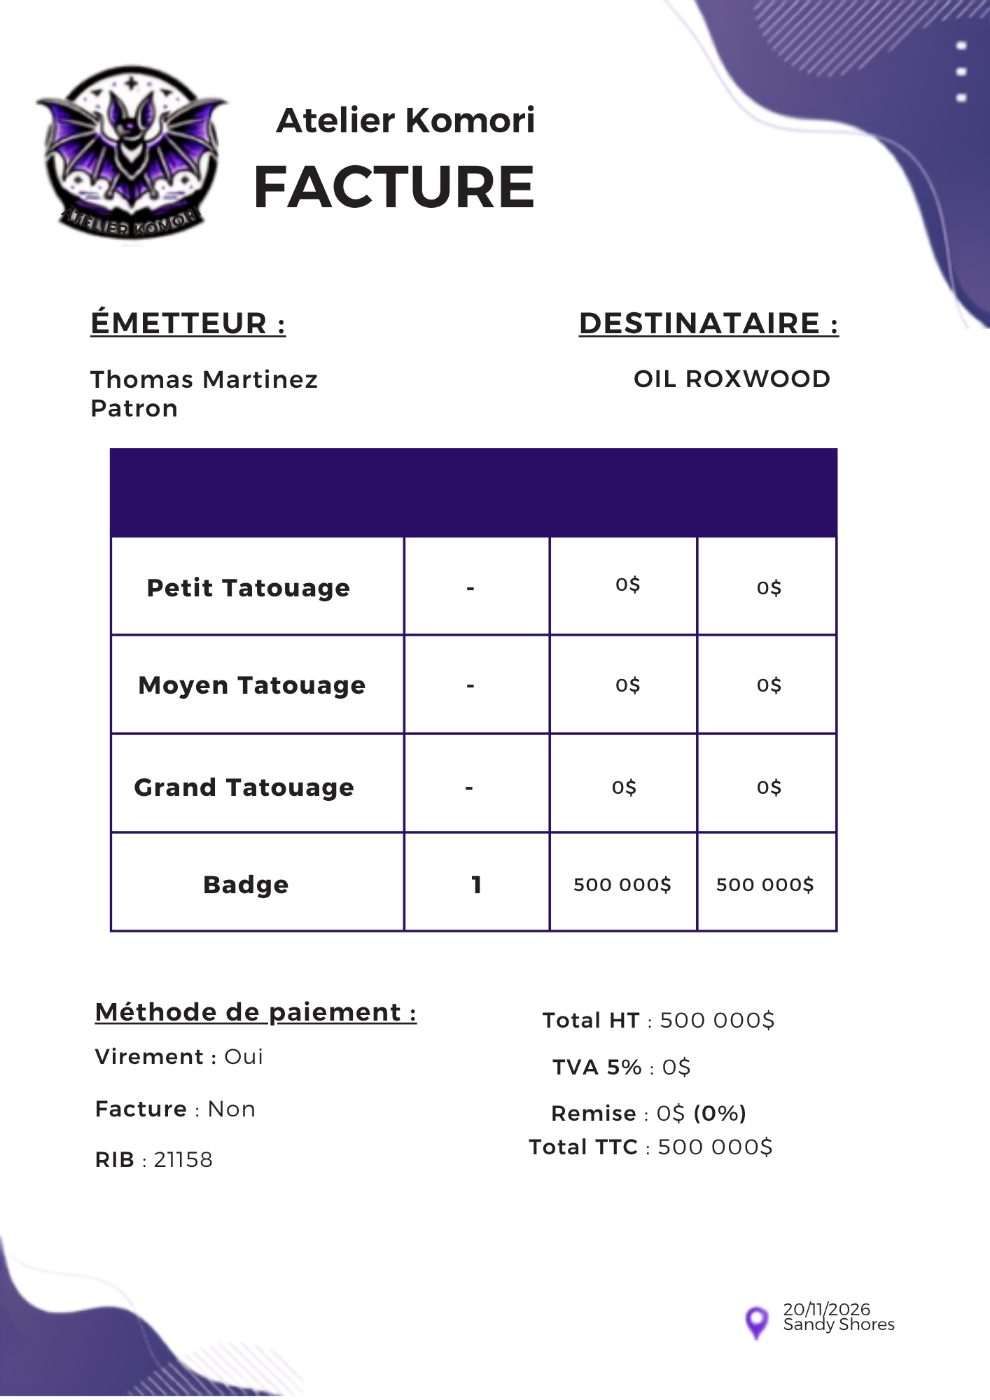 ATELIER KOMORI
Atelier Komori
FACTURE
ÉMETTEUR :
DESTINATAIRE :
Thomas Martinez
Patron
OIL ROXWOOD
Petit Tatouage - 0$ 0$
Moyen Tatouage - 0$ 0$
Grand Tatouage - 0$ 0$
Badge 1 500 000$ 500 000$
Méthode de paiement :
Virement : Oui
Facture : Non
RIB : 21158
Total HT : 500 000$
TVA 5% : 0$
Remise : 0$ (0%)
Total TTC : 500 000$
20/11/2026
Sandy Shores